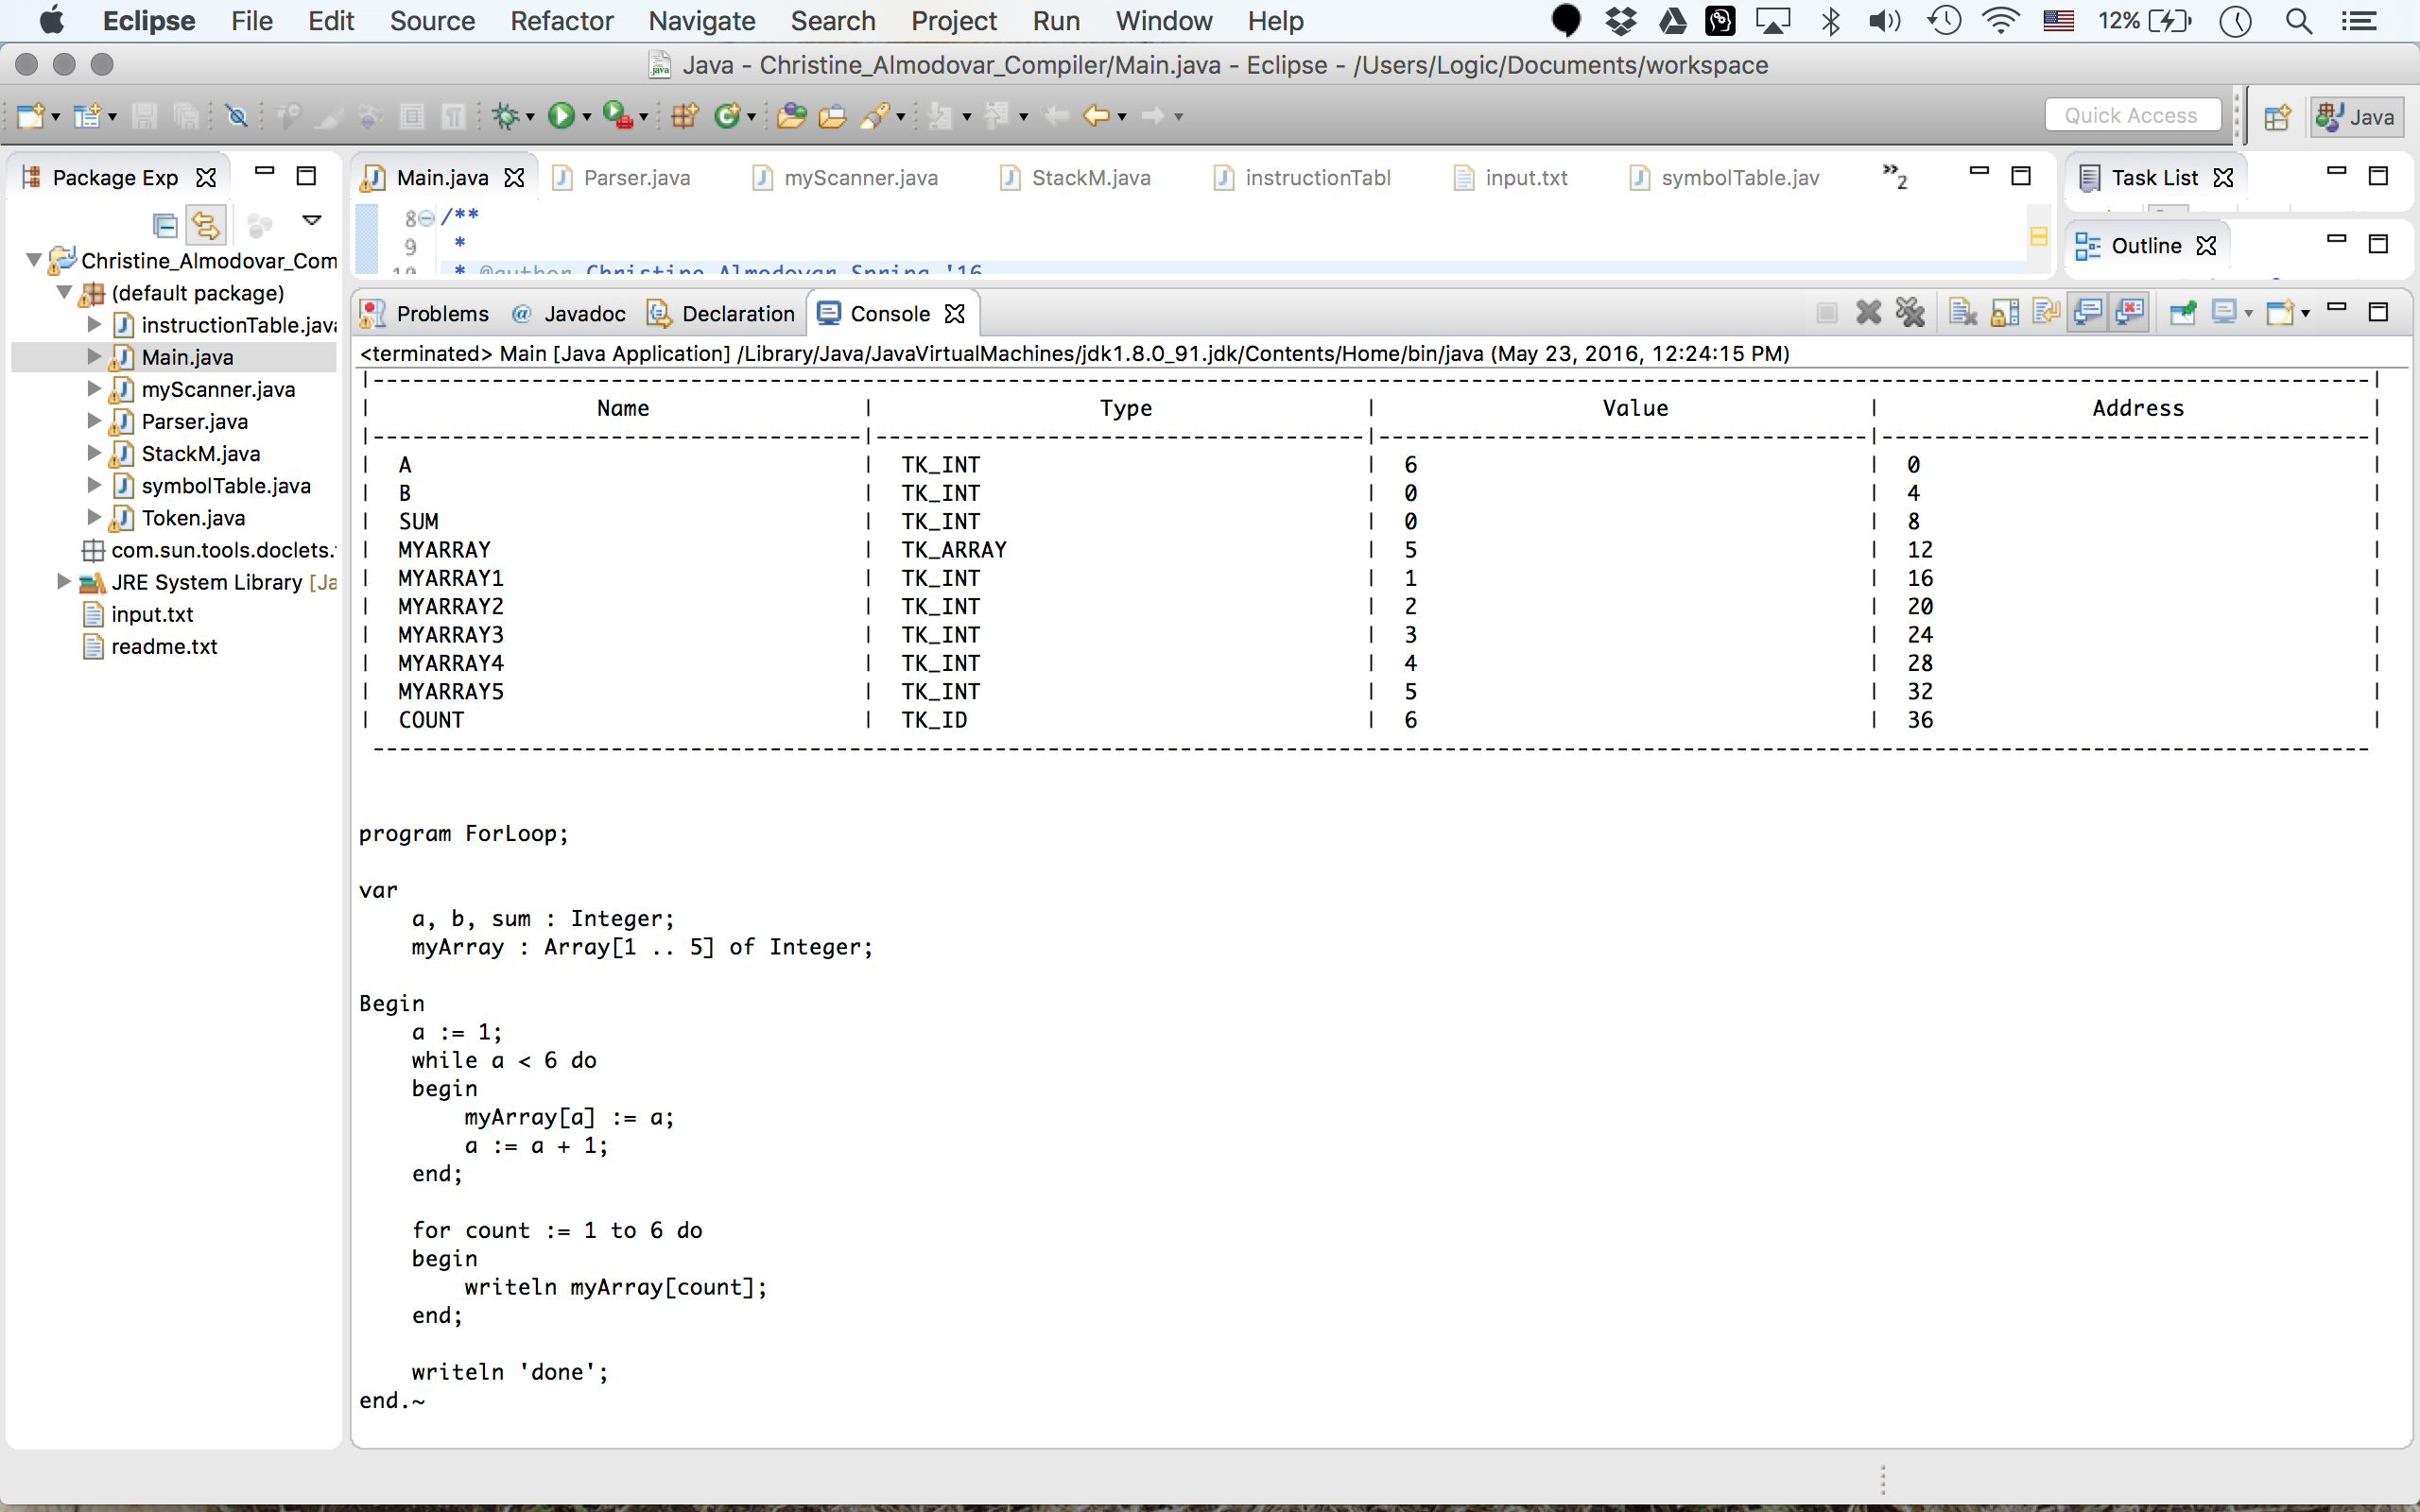 Eclipse File Edit Source Refactor Navigate Search Project Run Window Help 12%
Java - Christine_Almodovar_Compiler/Main.java - Eclipse - /Users/Logic/Documents/workspace
Quick Access Java
Package Exp
Christine_Almodovar_Com
(default package)
instructionTable.java
Main.java
myScanner.java
Parser.java
StackM.java
symbolTable.java
Token.java
com.sun.tools.doclets.
JRE System Library [Ja
input.txt
readme.txt
Main.java Parser.java myScanner.java StackM.java instructionTabl input.txt symbolTable.jav »2
8 /**
9 *
10 * @author Christine Almodovar Spring '16
Task List
Outline
Problems @ Javadoc Declaration Console
<terminated> Main [Java Application] /Library/Java/JavaVirtualMachines/jdk1.8.0_91.jdk/Contents/Home/bin/java (May 23, 2016, 12:24:15 PM)
| Name | Type | Value | Address |
| A | TK_INT | 6 | 0 |
| B | TK_INT | 0 | 4 |
| SUM | TK_INT | 0 | 8 |
| MYARRAY | TK_ARRAY | 5 | 12 |
| MYARRAY1 | TK_INT | 1 | 16 |
| MYARRAY2 | TK_INT | 2 | 20 |
| MYARRAY3 | TK_INT | 3 | 24 |
| MYARRAY4 | TK_INT | 4 | 28 |
| MYARRAY5 | TK_INT | 5 | 32 |
| COUNT | TK_ID | 6 | 36 |
program ForLoop;
var
a, b, sum : Integer;
myArray : Array[1 .. 5] of Integer;
Begin
a := 1;
while a < 6 do
begin
myArray[a] := a;
a := a + 1;
end;
for count := 1 to 6 do
begin
writeln myArray[count];
end;
writeln 'done';
end.~